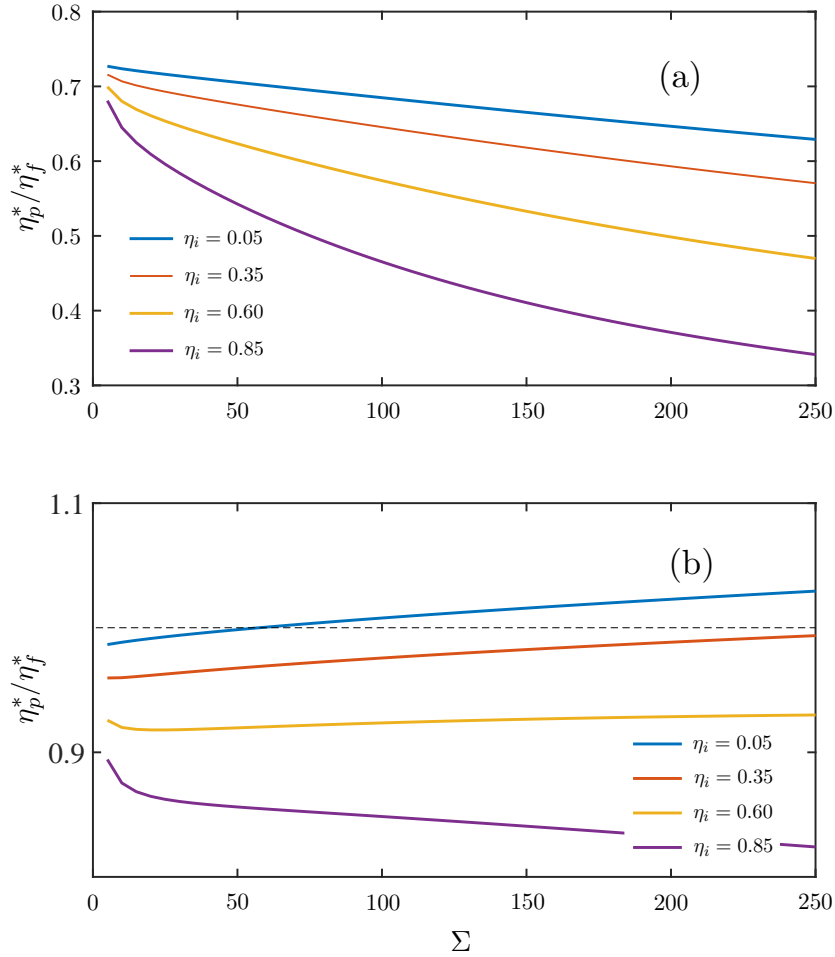 0.8
(a)
0.7
0.6
η*p/η*f
0.5
ηi = 0.05
ηi = 0.35
0.4
ηi = 0.60
ηi = 0.85
0.3
0 50 100 150 200 250
1.1
(b)
η*p/η*f
0.9
ηi = 0.05
ηi = 0.35
ηi = 0.60
ηi = 0.85
0 50 100 150 200 250
Σ